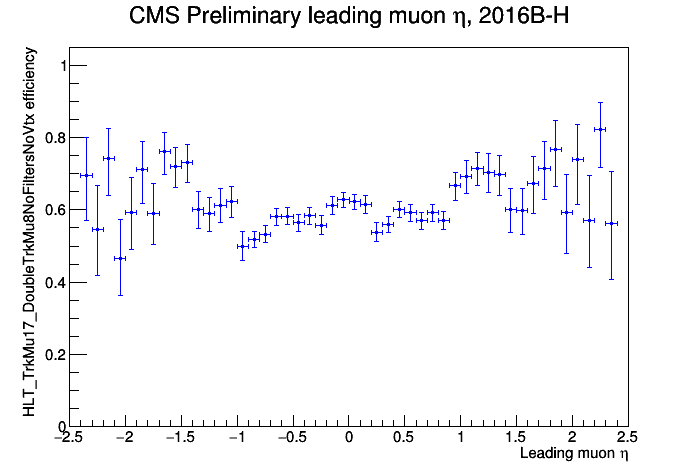 CMS Preliminary leading muon η, 2016B-H
HLT_TrkMu17_DoubleTrkMu8NoFiltersNoVtx efficiency
1
0.8
0.6
0.4
0.2
0
−2.5 −2 −1.5 −1 −0.5 0 0.5 1 1.5 2 2.5
Leading muon η